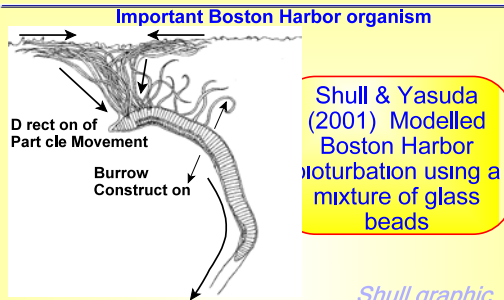 Important Boston Harbor organism
D rect on of
Part cle Movement
Burrow
Construct on
Shull & Yasuda
(2001) Modelled
Boston Harbor
bioturbation using a
mixture of glass
beads
Shull graphic